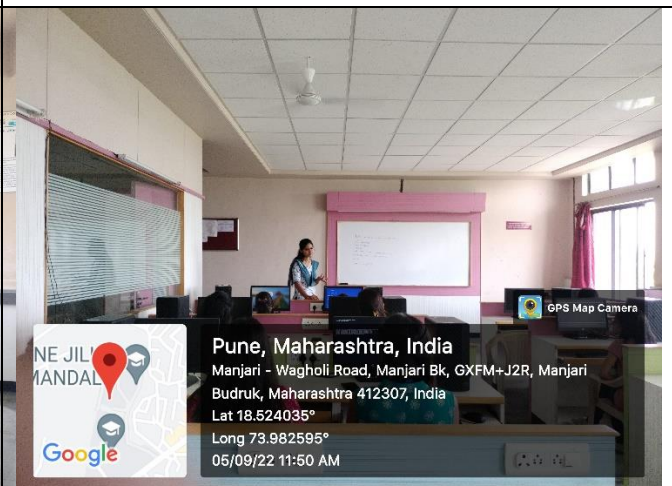 GPS Map Camera
NE JIL
MANDAL
Google
Pune, Maharashtra, India
Manjari - Wagholi Road, Manjari Bk, GXFM+J2R, Manjari
Budruk, Maharashtra 412307, India
Lat 18.524035°
Long 73.982595°
05/09/22 11:50 AM